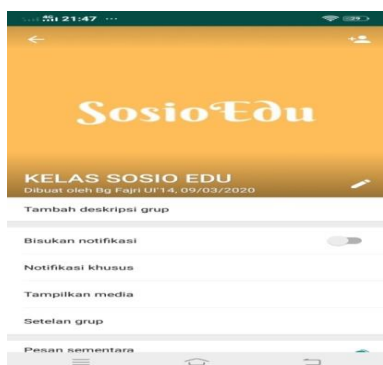 21:47 ...
SosioEdu
KELAS SOSIO EDU
Dibuat oleh Bg Fajri UI'14, 09/03/2020
Tambah deskripsi grup
Bisukan notifikasi
Notifikasi khusus
Tampilkan media
Setelan grup
Pesan sementara